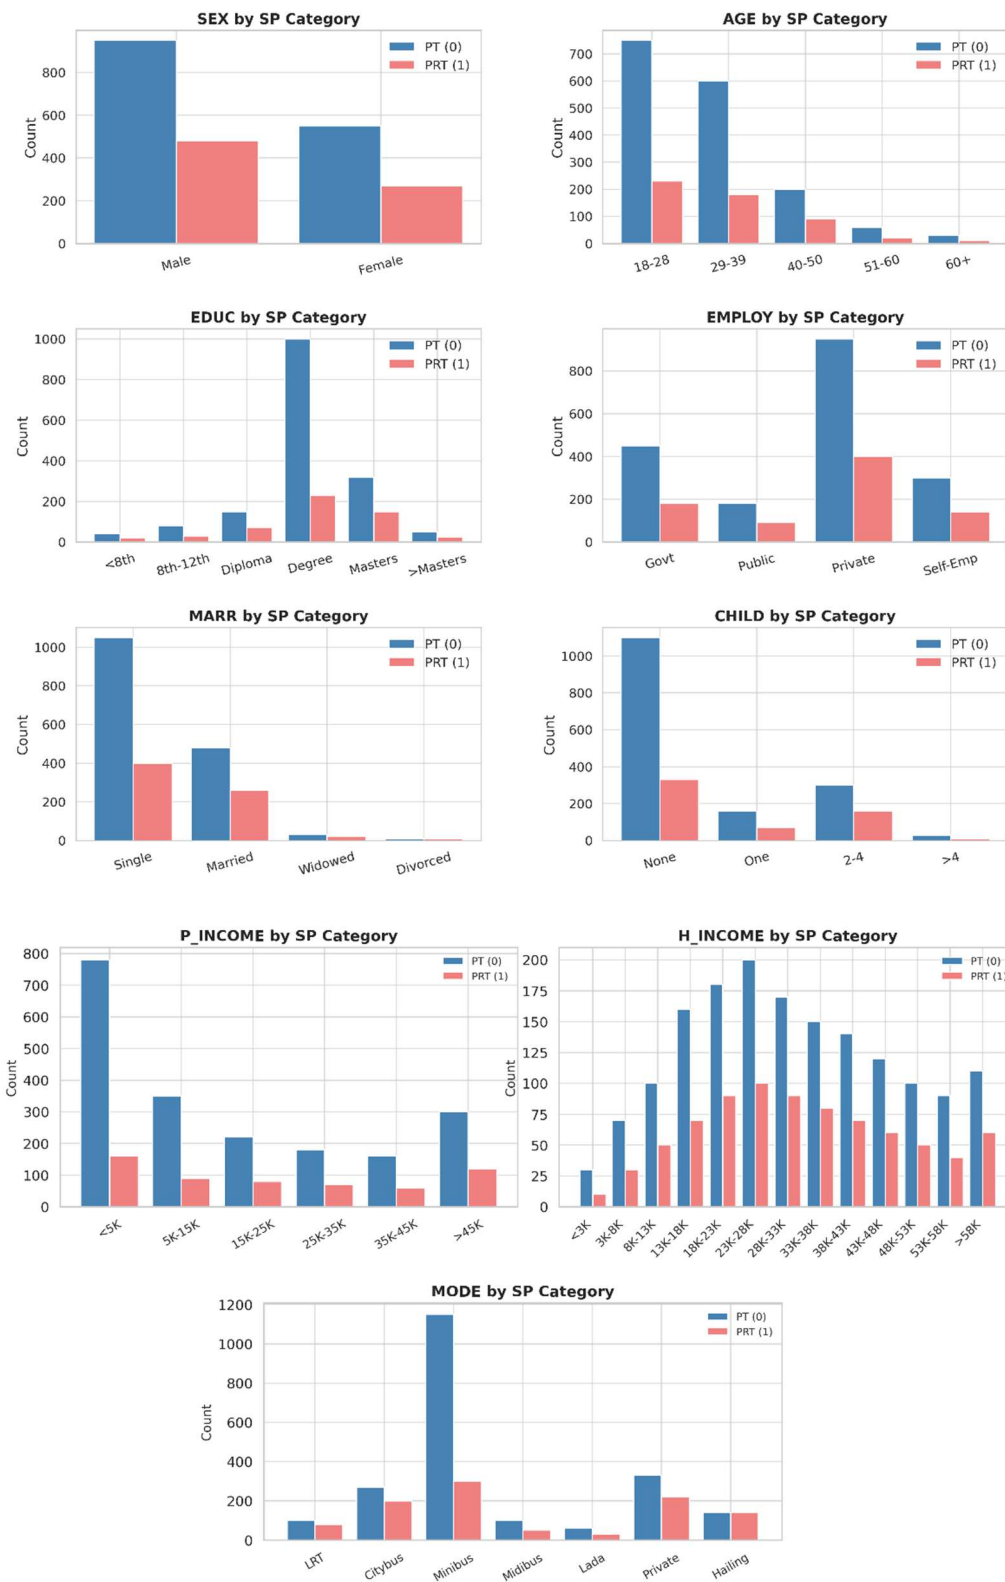 SEX by SP Category
PT (0)
PRT (1)
Count
800
600
400
200
0
Male Female
AGE by SP Category
PT (0)
PRT (1)
Count
700
600
500
400
300
200
100
0
18-28 29-39 40-50 51-60 60+
EDUC by SP Category
PT (0)
PRT (1)
Count
1000
800
600
400
200
0
<8th 8th-12th Diploma Degree Masters >Masters
EMPLOY by SP Category
PT (0)
PRT (1)
Count
800
600
400
200
0
Govt Public Private Self-Emp
MARR by SP Category
PT (0)
PRT (1)
Count
1000
800
600
400
200
0
Single Married Widowed Divorced
CHILD by SP Category
PT (0)
PRT (1)
Count
1000
800
600
400
200
0
None One 2-4 >4
P_INCOME by SP Category
PT (0)
PRT (1)
Count
800
700
600
500
400
300
200
100
0
<5K 5K-15K 15K-25K 25K-35K 35K-45K >45K
H_INCOME by SP Category
PT (0)
PRT (1)
Count
200
175
150
125
100
75
50
25
0
<3K 3K-8K 8K-13K 13K-18K 18K-23K 23K-28K 28K-33K 33K-38K 38K-43K 43K-48K 48K-53K 53K-58K >58K
MODE by SP Category
PT (0)
PRT (1)
Count
1200
1000
800
600
400
200
0
LRT Citybus Minibus Midibus Lada Private Hailing